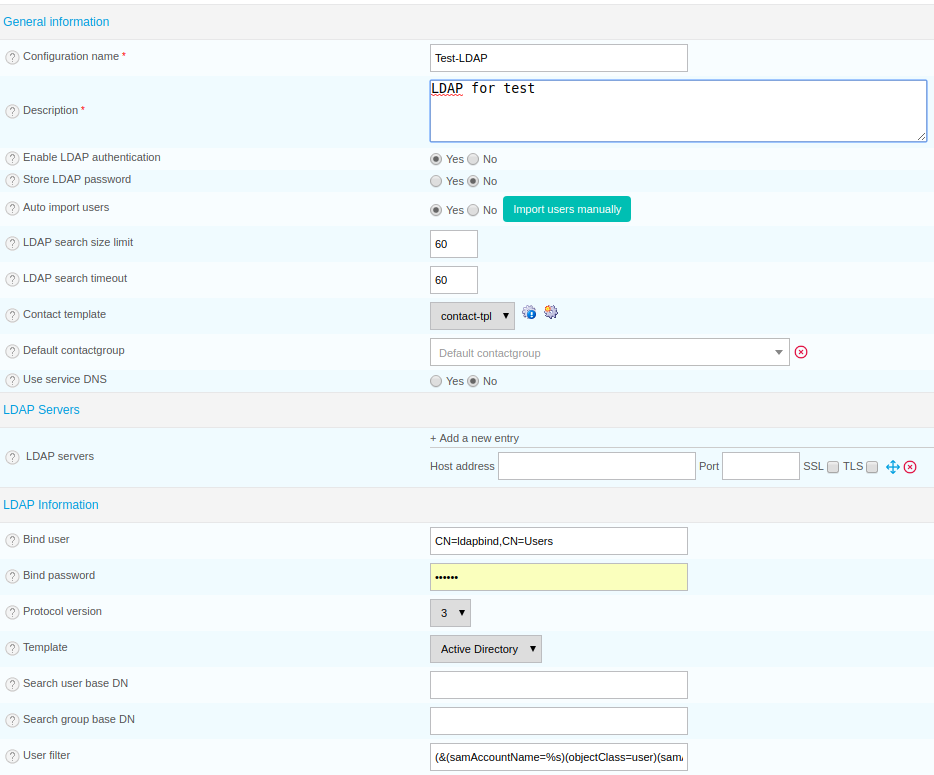 General information
Configuration name * Test-LDAP
Description * LDAP for test
Enable LDAP authentication Yes No
Store LDAP password Yes No
Auto import users Yes No Import users manually
LDAP search size limit 60
LDAP search timeout 60
Contact template contact-tpl
Default contactgroup Default contactgroup
Use service DNS Yes No
LDAP Servers
+ Add a new entry
LDAP servers
Host address Port SSL TLS
LDAP Information
Bind user CN=ldapbind,CN=Users
Bind password ••••••
Protocol version 3
Template Active Directory
Search user base DN
Search group base DN
User filter (&(samAccountName=%s)(objectClass=user)(sam